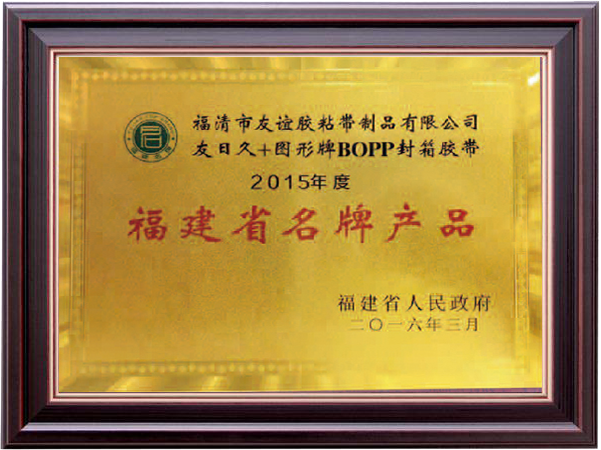 福清市友谊胶粘带制品有限公司
友日久+图形牌BOPP封箱胶带
2015年度
福建省名牌产品
福建省人民政府
二〇一六年三月